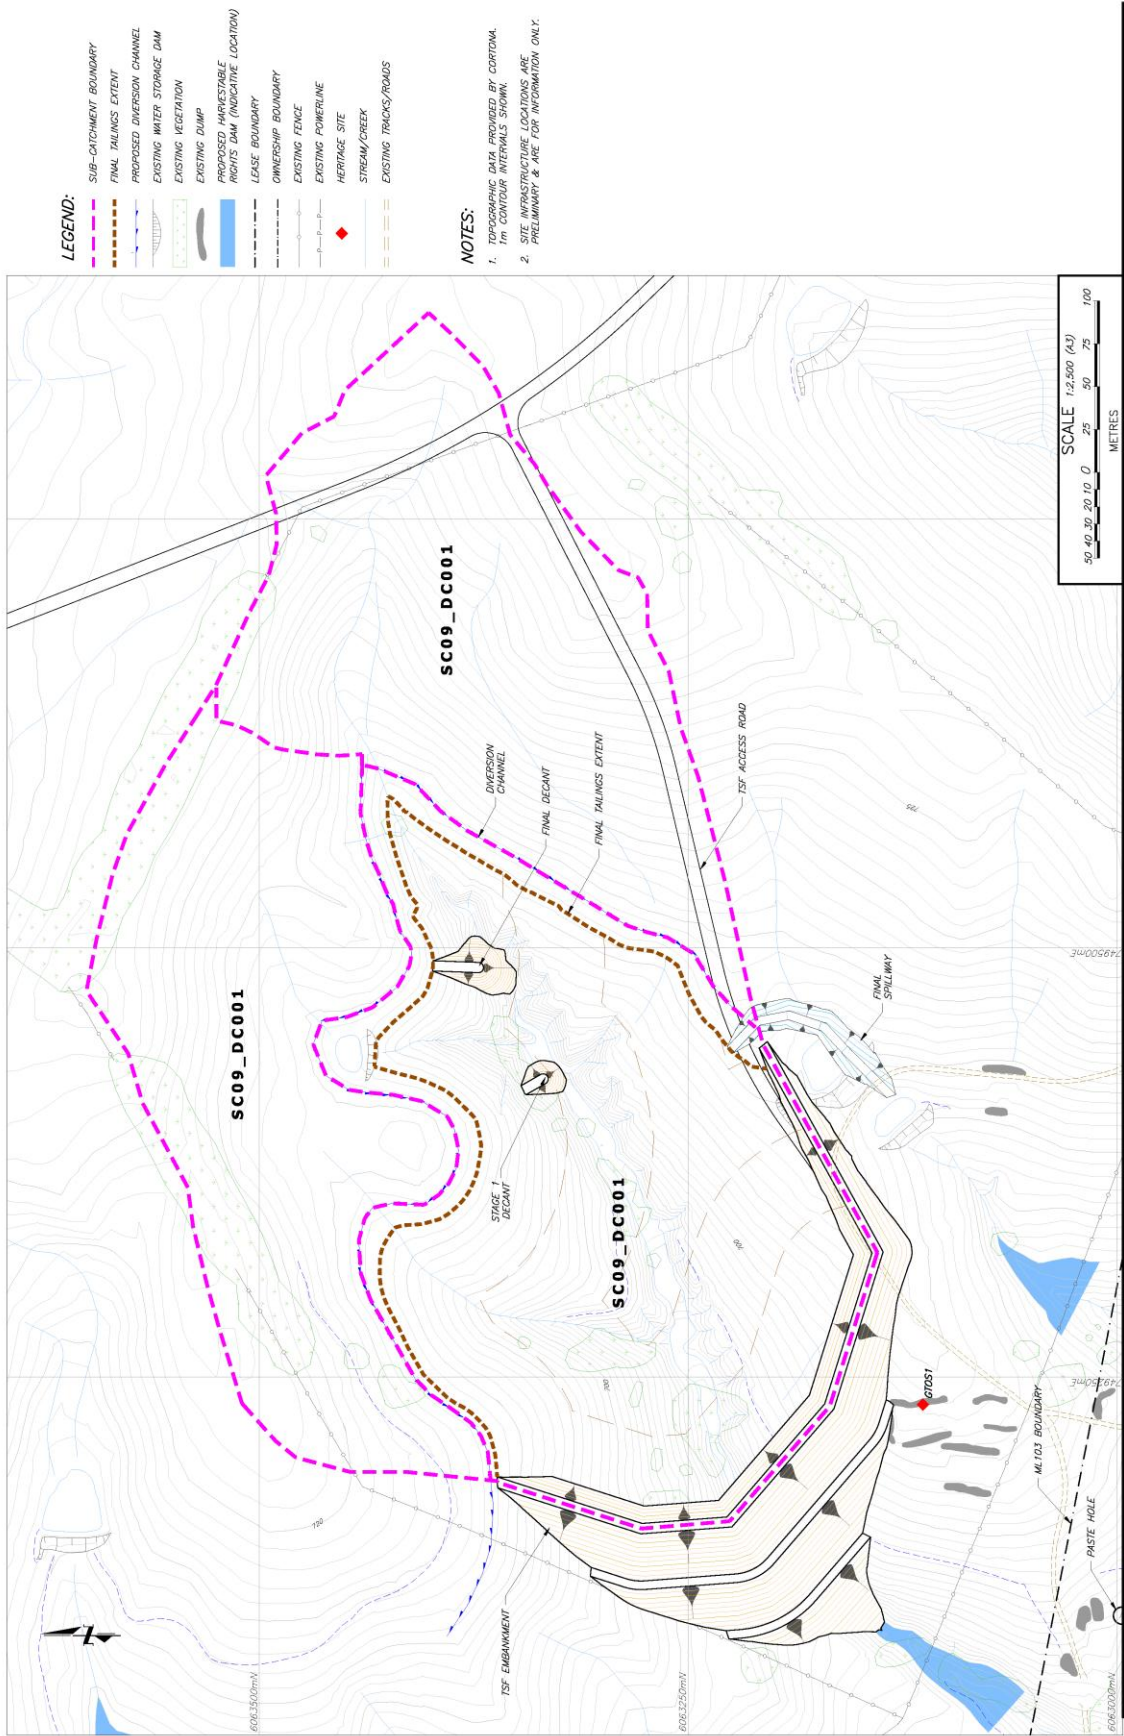 LEGEND:
SUB-CATCHMENT BOUNDARY
FINAL TAILINGS EXTENT
PROPOSED DIVERSION CHANNEL
EXISTING WATER STORAGE DAM
EXISTING VEGETATION
EXISTING DUMP
PROPOSED HARVESTABLE
RIGHTS DAM (INDICATIVE LOCATION)
LEASE BOUNDARY
OWNERSHIP BOUNDARY
EXISTING FENCE
P
P
EXISTING POWERLINE
HERITAGE SITE
STREAM/CREEK
EXISTING TRACKS/ROADS
NOTES:
1. TOPOGRAPHIC DATA PROVIDED BY CORTONA.
1m CONTOUR INTERVALS SHOWN.
2. SITE INFRASTRUCTURE LOCATIONS ARE
PRELIMINARY & ARE FOR INFORMATION ONLY.
N
SC09_DC001
SC09_DC001
SC09_DC001
DIVERSION
CHANNEL
FINAL DECANT
FINAL TAILINGS EXTENT
TSF ACCESS ROAD
STAGE 1
DECANT
FINAL
SPILLWAY
TSF EMBANKMENT
GTOS1
ML103 BOUNDARY
PASTE HOLE
720
700
700
725
6063500mN
6063250mN
6063000mN
749500mE
749250mE
SCALE 1:2,500 (A3)
50 40 30 20 10 0 25 50 75 100
METRES